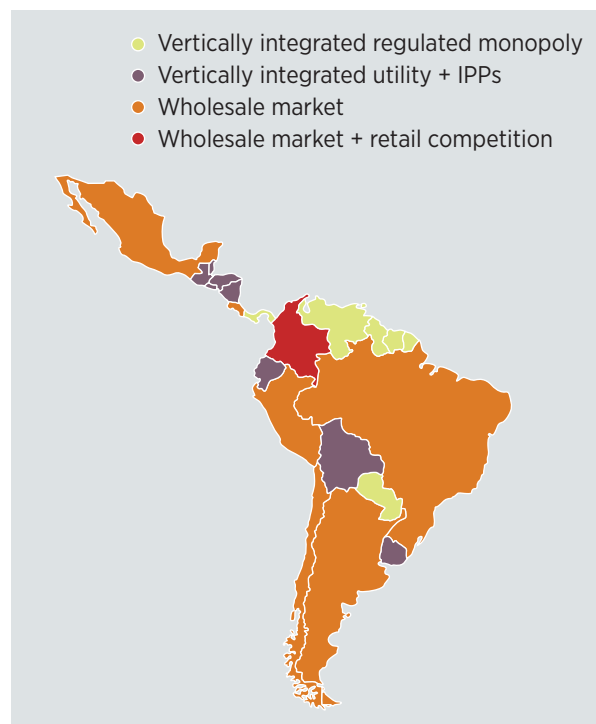 Vertically integrated regulated monopoly
Vertically integrated utility + IPPs
Wholesale market
Wholesale market + retail competition